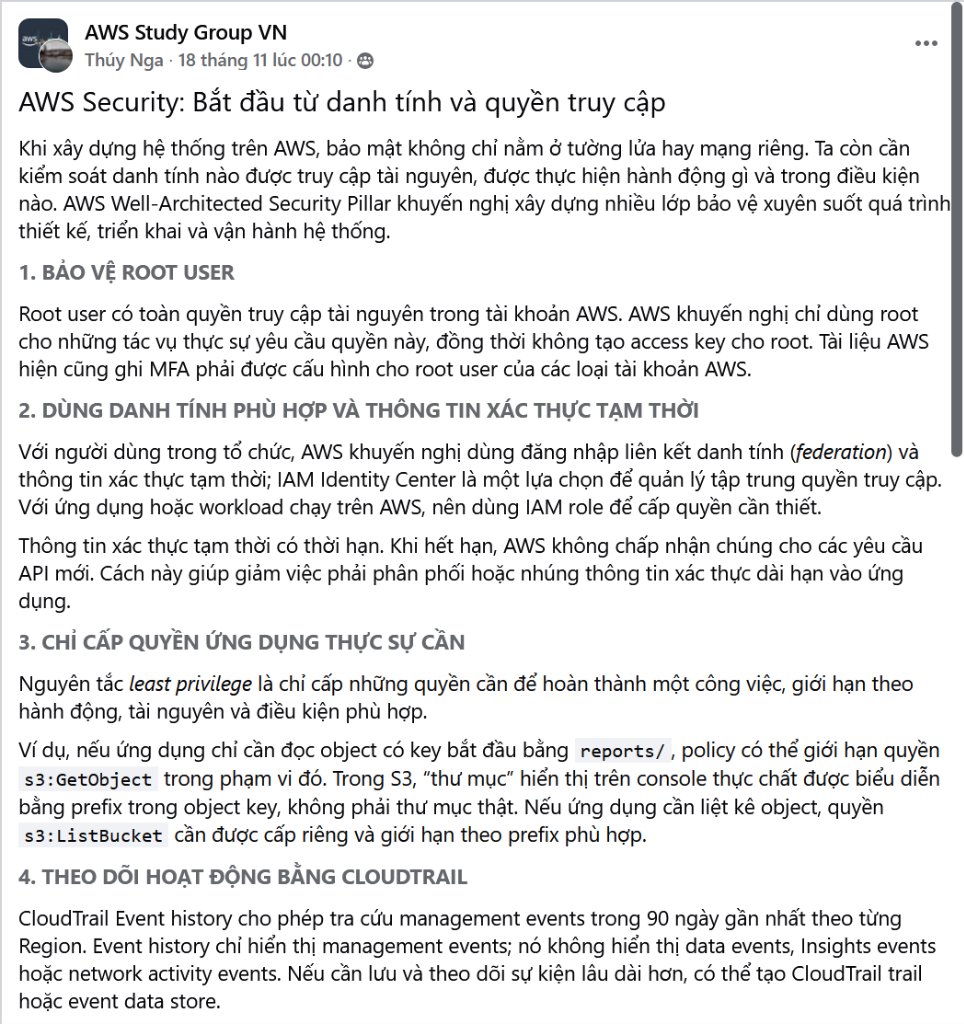 AWS Study Group VN
Thúy Nga · 18 tháng 11 lúc 00:10 ·
AWS Security: Bắt đầu từ danh tính và quyền truy cập
Khi xây dựng hệ thống trên AWS, bảo mật không chỉ nằm ở tường lửa hay mạng riêng. Ta còn cần
kiểm soát danh tính nào được truy cập tài nguyên, được thực hiện hành động gì và trong điều kiện
nào. AWS Well-Architected Security Pillar khuyến nghị xây dựng nhiều lớp bảo vệ xuyên suốt quá trình
thiết kế, triển khai và vận hành hệ thống.
1. BẢO VỆ ROOT USER
Root user có toàn quyền truy cập tài nguyên trong tài khoản AWS. AWS khuyến nghị chỉ dùng root
cho những tác vụ thực sự yêu cầu quyền này, đồng thời không tạo access key cho root. Tài liệu AWS
hiện cũng ghi MFA phải được cấu hình cho root user của các loại tài khoản AWS.
2. DÙNG DANH TÍNH PHÙ HỢP VÀ THÔNG TIN XÁC THỰC TẠM THỜI
Với người dùng trong tổ chức, AWS khuyến nghị dùng đăng nhập liên kết danh tính (federation) và
thông tin xác thực tạm thời; IAM Identity Center là một lựa chọn để quản lý tập trung quyền truy cập.
Với ứng dụng hoặc workload chạy trên AWS, nên dùng IAM role để cấp quyền cần thiết.
Thông tin xác thực tạm thời có thời hạn. Khi hết hạn, AWS không chấp nhận chúng cho các yêu cầu
API mới. Cách này giúp giảm việc phải phân phối hoặc nhúng thông tin xác thực dài hạn vào ứng
dụng.
3. CHỈ CẤP QUYỀN ỨNG DỤNG THỰC SỰ CẦN
Nguyên tắc least privilege là chỉ cấp những quyền cần để hoàn thành một công việc, giới hạn theo
hành động, tài nguyên và điều kiện phù hợp.
Ví dụ, nếu ứng dụng chỉ cần đọc object có key bắt đầu bằng reports/, policy có thể giới hạn quyền
s3:GetObject trong phạm vi đó. Trong S3, “thư mục” hiển thị trên console thực chất được biểu diễn
bằng prefix trong object key, không phải thư mục thật. Nếu ứng dụng cần liệt kê object, quyền
s3:ListBucket cần được cấp riêng và giới hạn theo prefix phù hợp.
4. THEO DÕI HOẠT ĐỘNG BẰNG CLOUDTRAIL
CloudTrail Event history cho phép tra cứu management events trong 90 ngày gần nhất theo từng
Region. Event history chỉ hiển thị management events; nó không hiển thị data events, Insights events
hoặc network activity events. Nếu cần lưu và theo dõi sự kiện lâu dài hơn, có thể tạo CloudTrail trail
hoặc event data store.